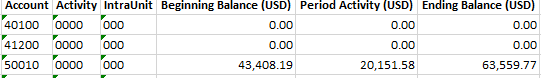 Account Activity IntraUnit Beginning Balance (USD) Period Activity (USD) Ending Balance (USD)
40100 0000 000 0.00 0.00 0.00
41200 0000 000 0.00 0.00 0.00
50010 0000 000 43,408.19 20,151.58 63,559.77